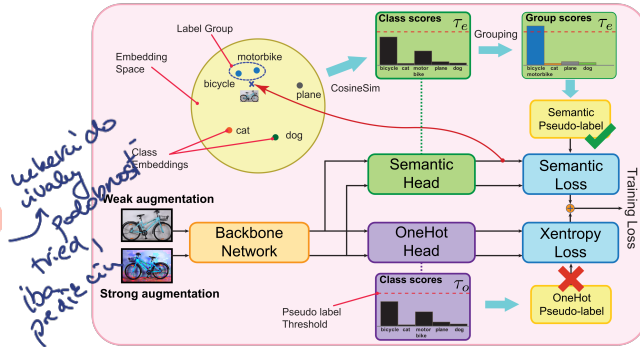 Label Group
motorbike
bicycle
Embedding
Space
plane
cat
dog
Class
Embeddings
CosineSim
Class scores
τe
bicycle cat motor bike plane dog
Grouping
Group scores
τe
bicycle motorbike cat plane dog
Semantic
Pseudo-label
Semantic
Head
Semantic
Loss
Training Loss
Weak augmentation
Backbone
Network
Strong augmentation
OneHot
Head
Xentropy
Loss
Class scores
τo
bicycle cat motor bike plane dog
Pseudo label
Threshold
OneHot
Pseudo-label
podobnosť
tried,
iba